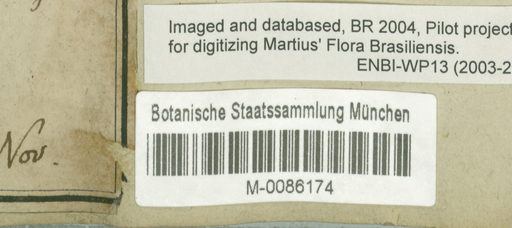 Imaged and databased, BR 2004, Pilot project
for digitizing Martius' Flora Brasiliensis.
ENBI-WP13 (2003-2
Botanische Staatssammlung München
M-0086174
Nov.